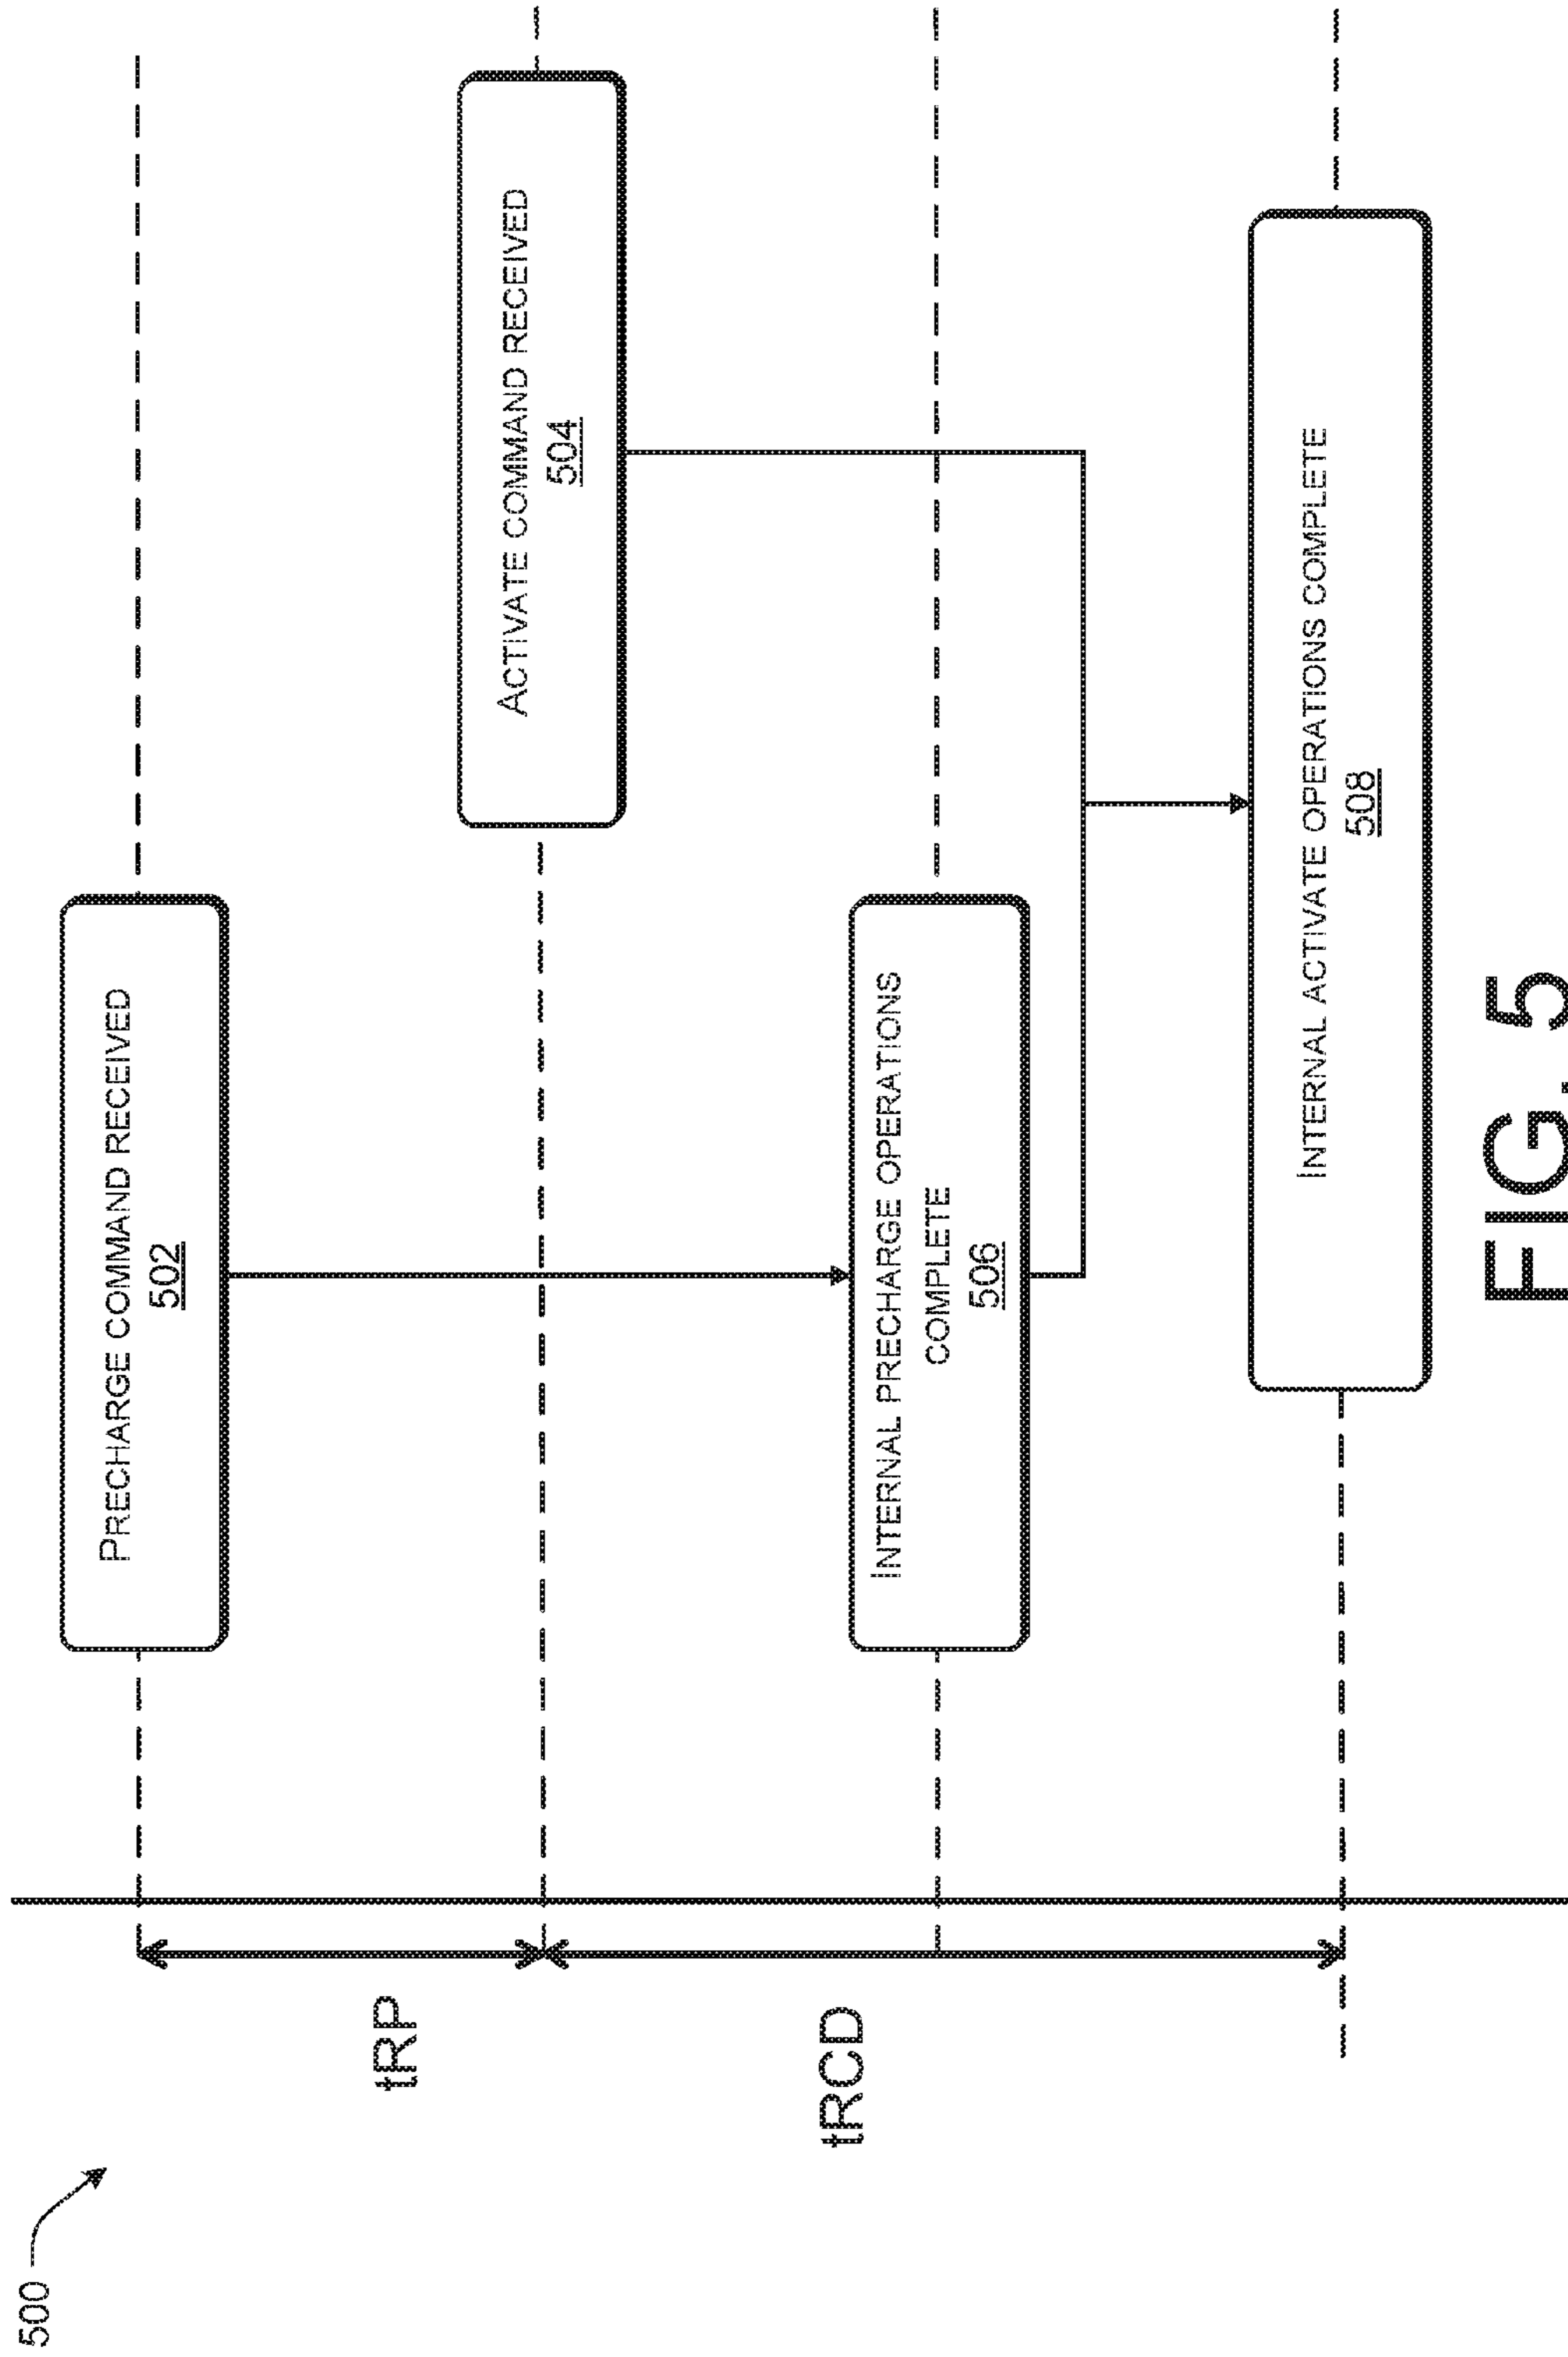 500
PRECHARGE COMMAND RECEIVED
502
tRP
ACTIVATE COMMAND RECEIVED
504
tRCD
INTERNAL PRECHARGE OPERATIONS
COMPLETE
506
INTERNAL ACTIVATE OPERATIONS COMPLETE
508
FIG. 5